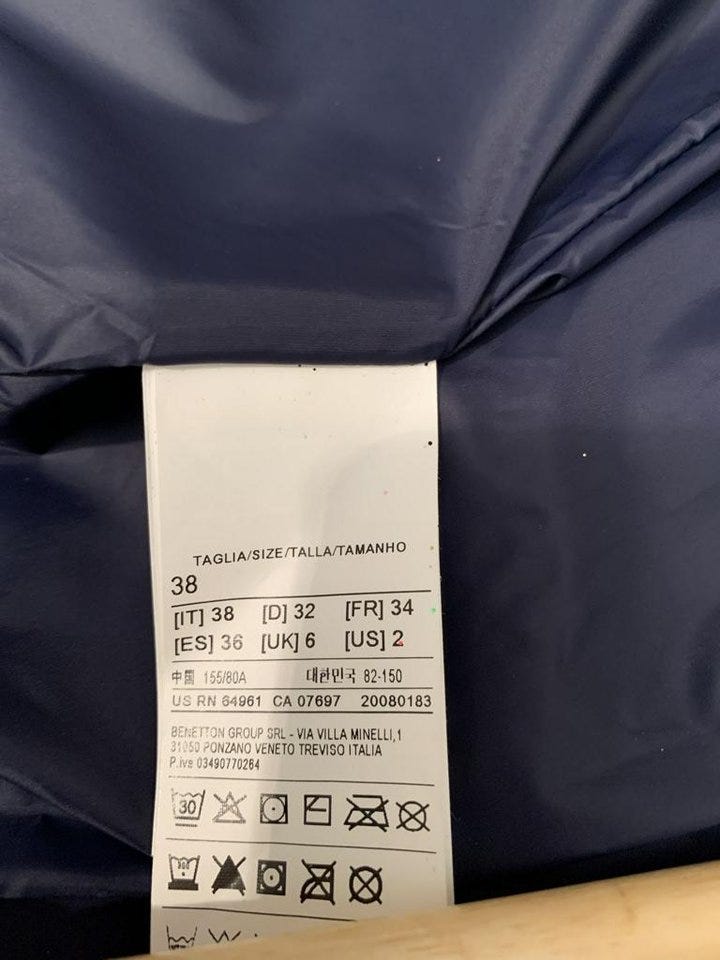 TAGLIA/SIZE/TALLA/TAMANHO
38
[IT] 38 [D] 32 [FR] 34
[ES] 36 [UK] 6 [US] 2
中国 155/80A 대한민국 82-150
US RN 64961 CA 07697 20080183
BENETTON GROUP SRL - VIA VILLA MINELLI,1
31050 PONZANO VENETO TREVISO ITALIA
P.iva 03490770264
30